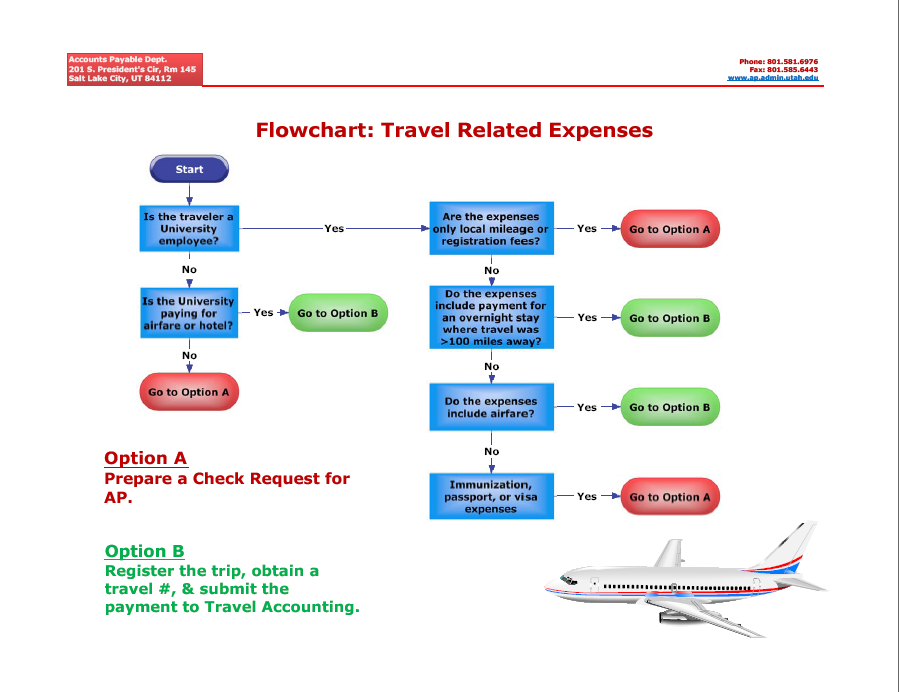 Accounts Payable Dept.
201 S. President's Cir, Rm 145
Salt Lake City, UT 84112
Phone: 801.581.6976
Fax: 801.585.6443
www.ap.admin.utah.edu
Flowchart: Travel Related Expenses
Start
Is the traveler a
University
employee?
Yes
Are the expenses
only local mileage or
registration fees?
Yes
Go to Option A
No
No
Is the University
paying for
airfare or hotel?
Yes
Go to Option B
Do the expenses
include payment for
an overnight stay
where travel was
>100 miles away?
Yes
Go to Option B
No
No
Go to Option A
Do the expenses
include airfare?
Yes
Go to Option B
No
Option A
Prepare a Check Request for
AP.
Immunization,
passport, or visa
expenses
Yes
Go to Option A
Option B
Register the trip, obtain a
travel #, & submit the
payment to Travel Accounting.